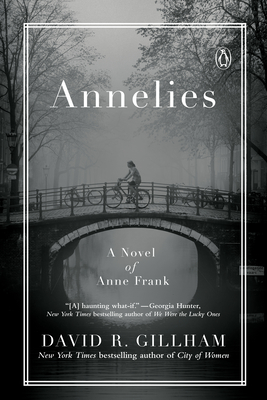 Annelies
A Novel
of
Anne Frank
“[A] haunting what-if.” —Georgia Hunter,
New York Times bestselling author of We Were the Lucky Ones
DAVID R. GILLHAM
New York Times bestselling author of City of Women